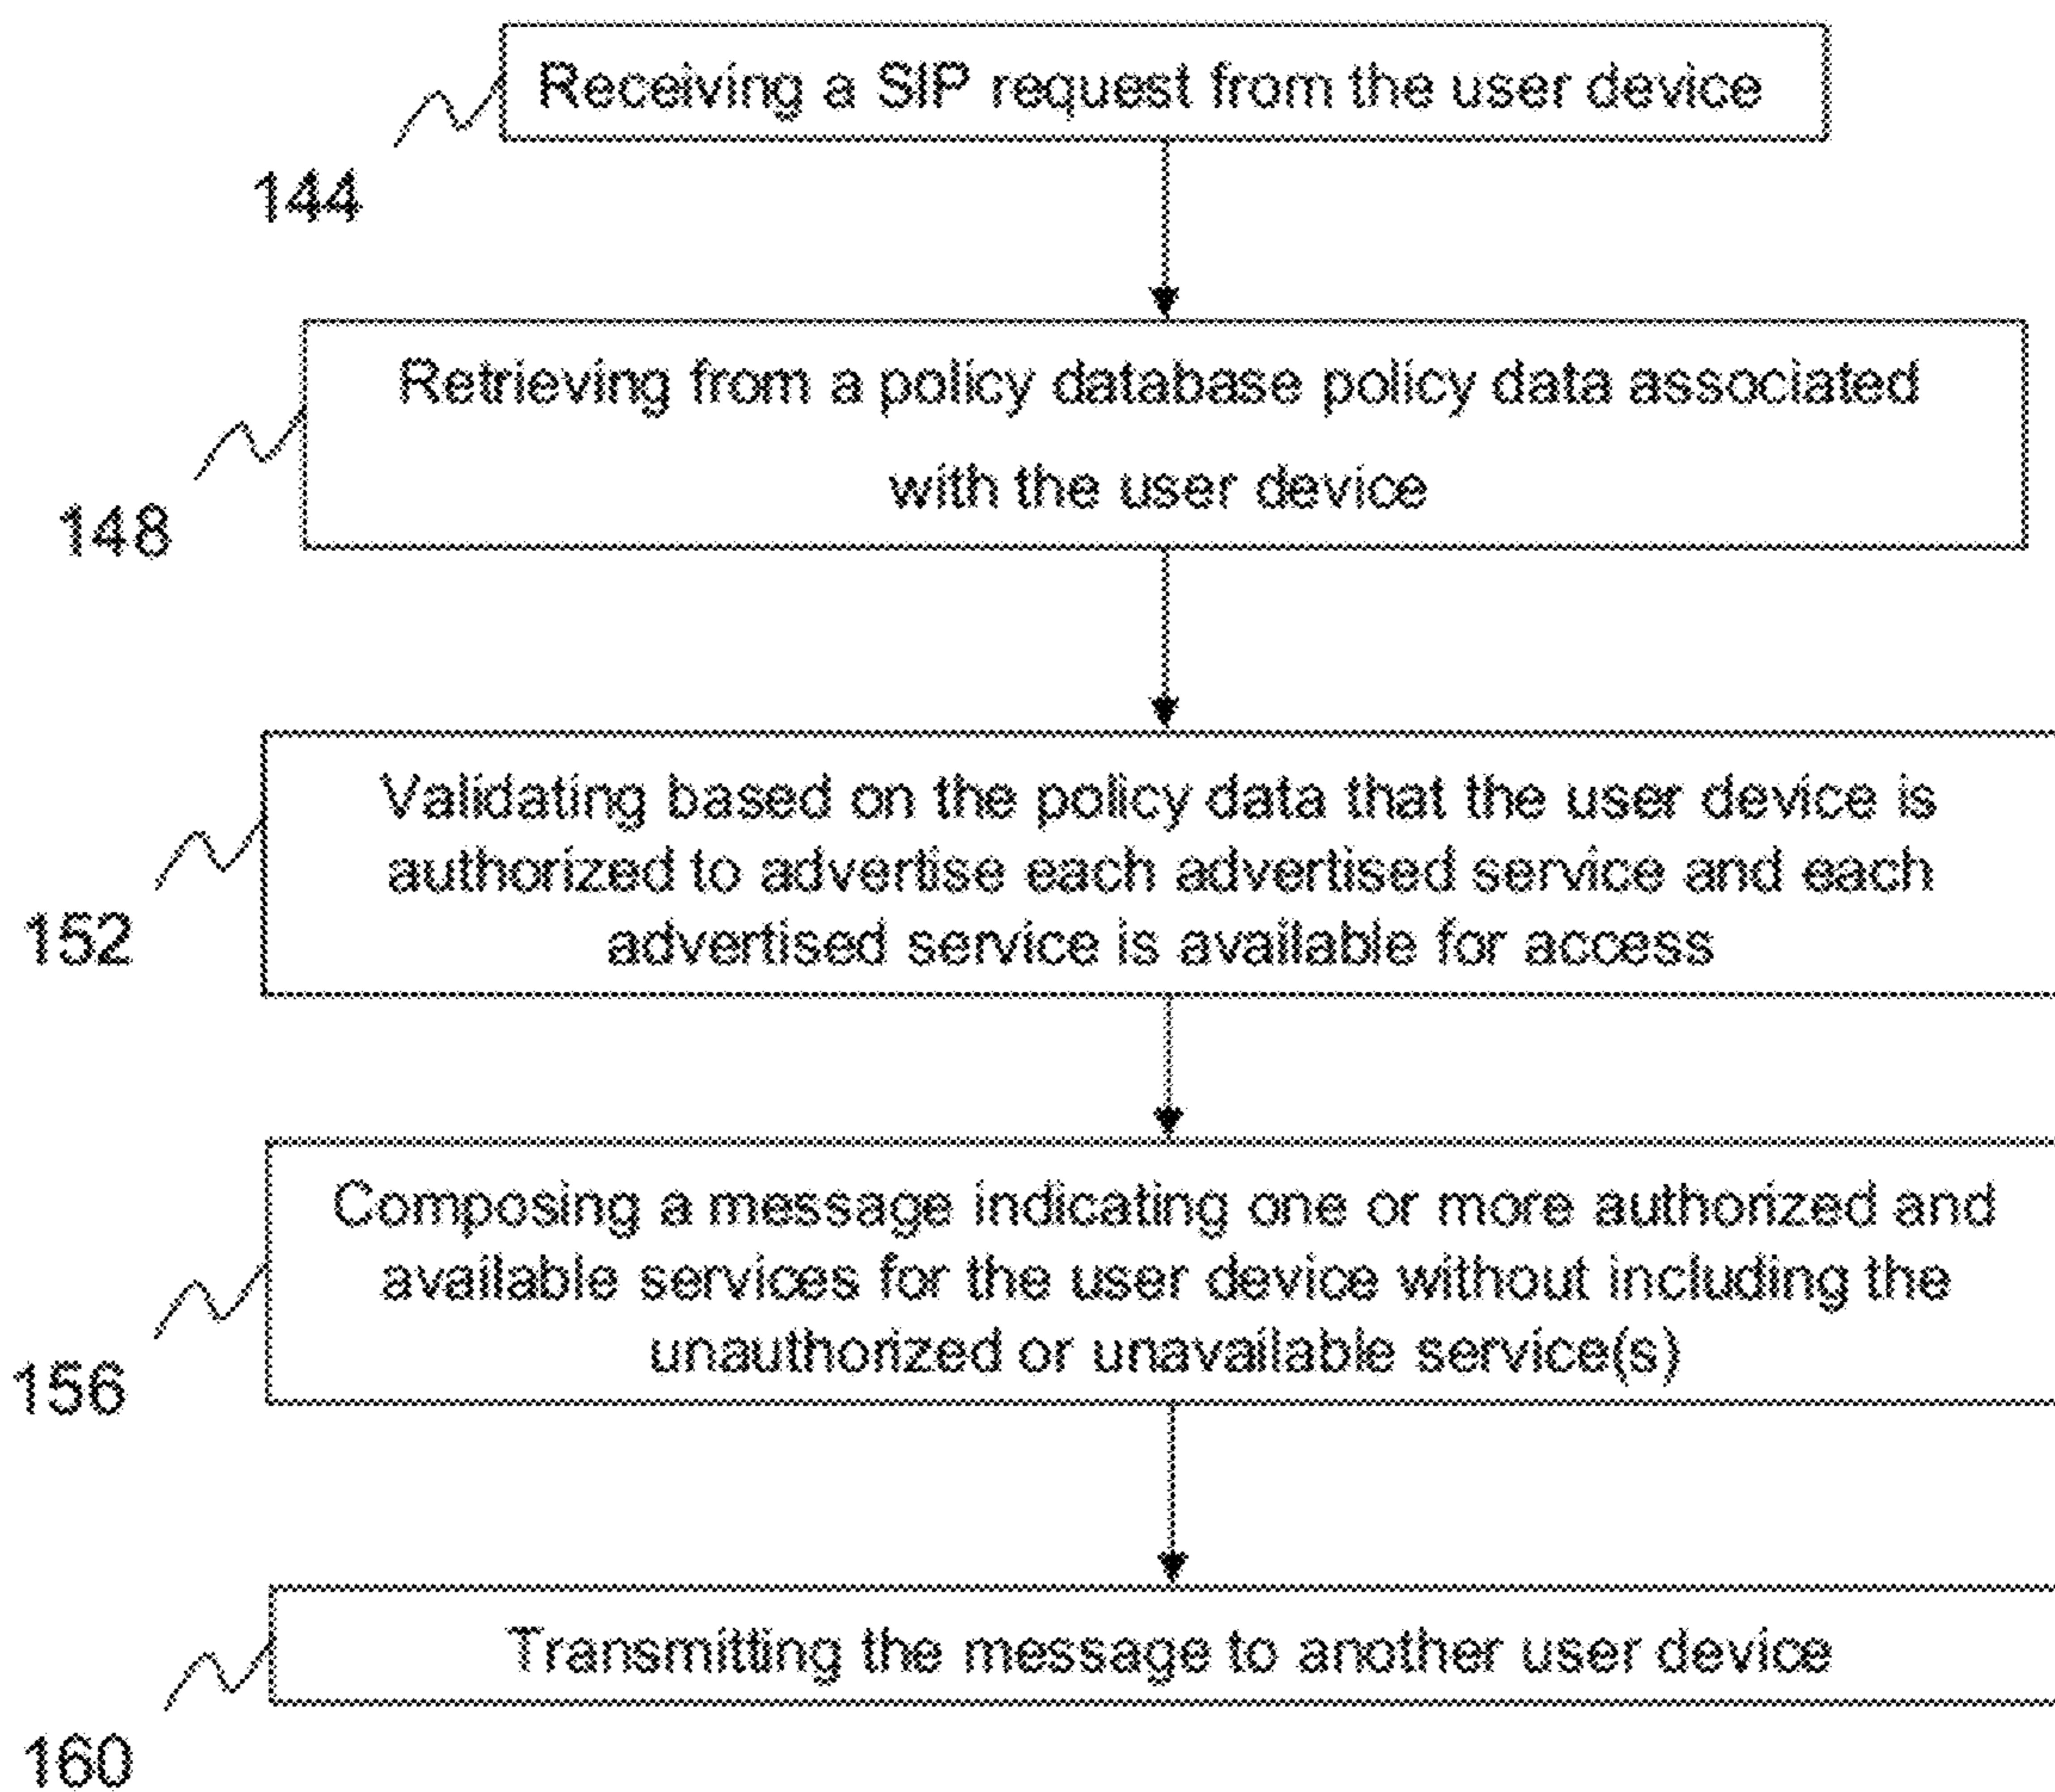 Receiving a SIP request from the user device
144
Retrieving from a policy database policy data associated
with the user device
148
Validating based on the policy data that the user device is
authorized to advertise each advertised service and each
advertised service is available for access
152
Composing a message indicating one or more authorized and
available services for the user device without including the
unauthorized or unavailable service(s)
156
Transmitting the message to another user device
160